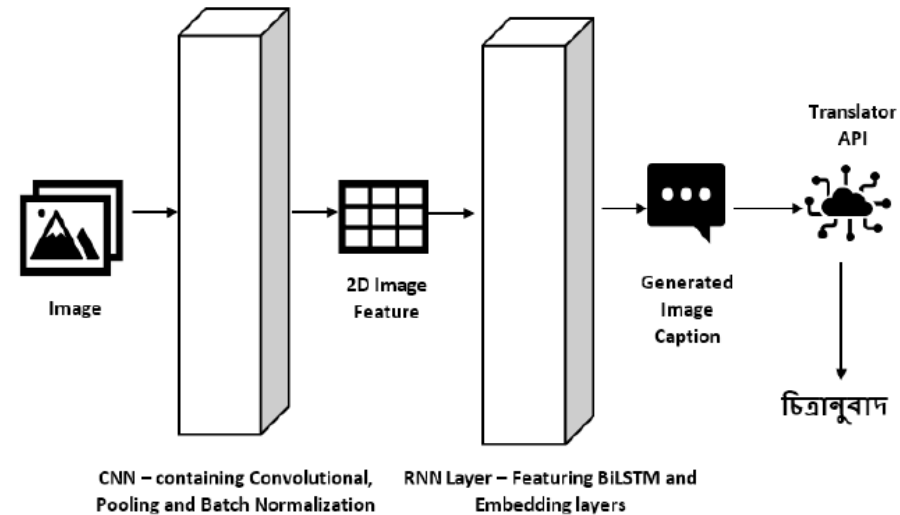 Image
CNN – containing Convolutional,
Pooling and Batch Normalization
2D Image
Feature
RNN Layer – Featuring BiLSTM and
Embedding layers
Generated
Image
Caption
Translator
API
চিত্রানুবাদ